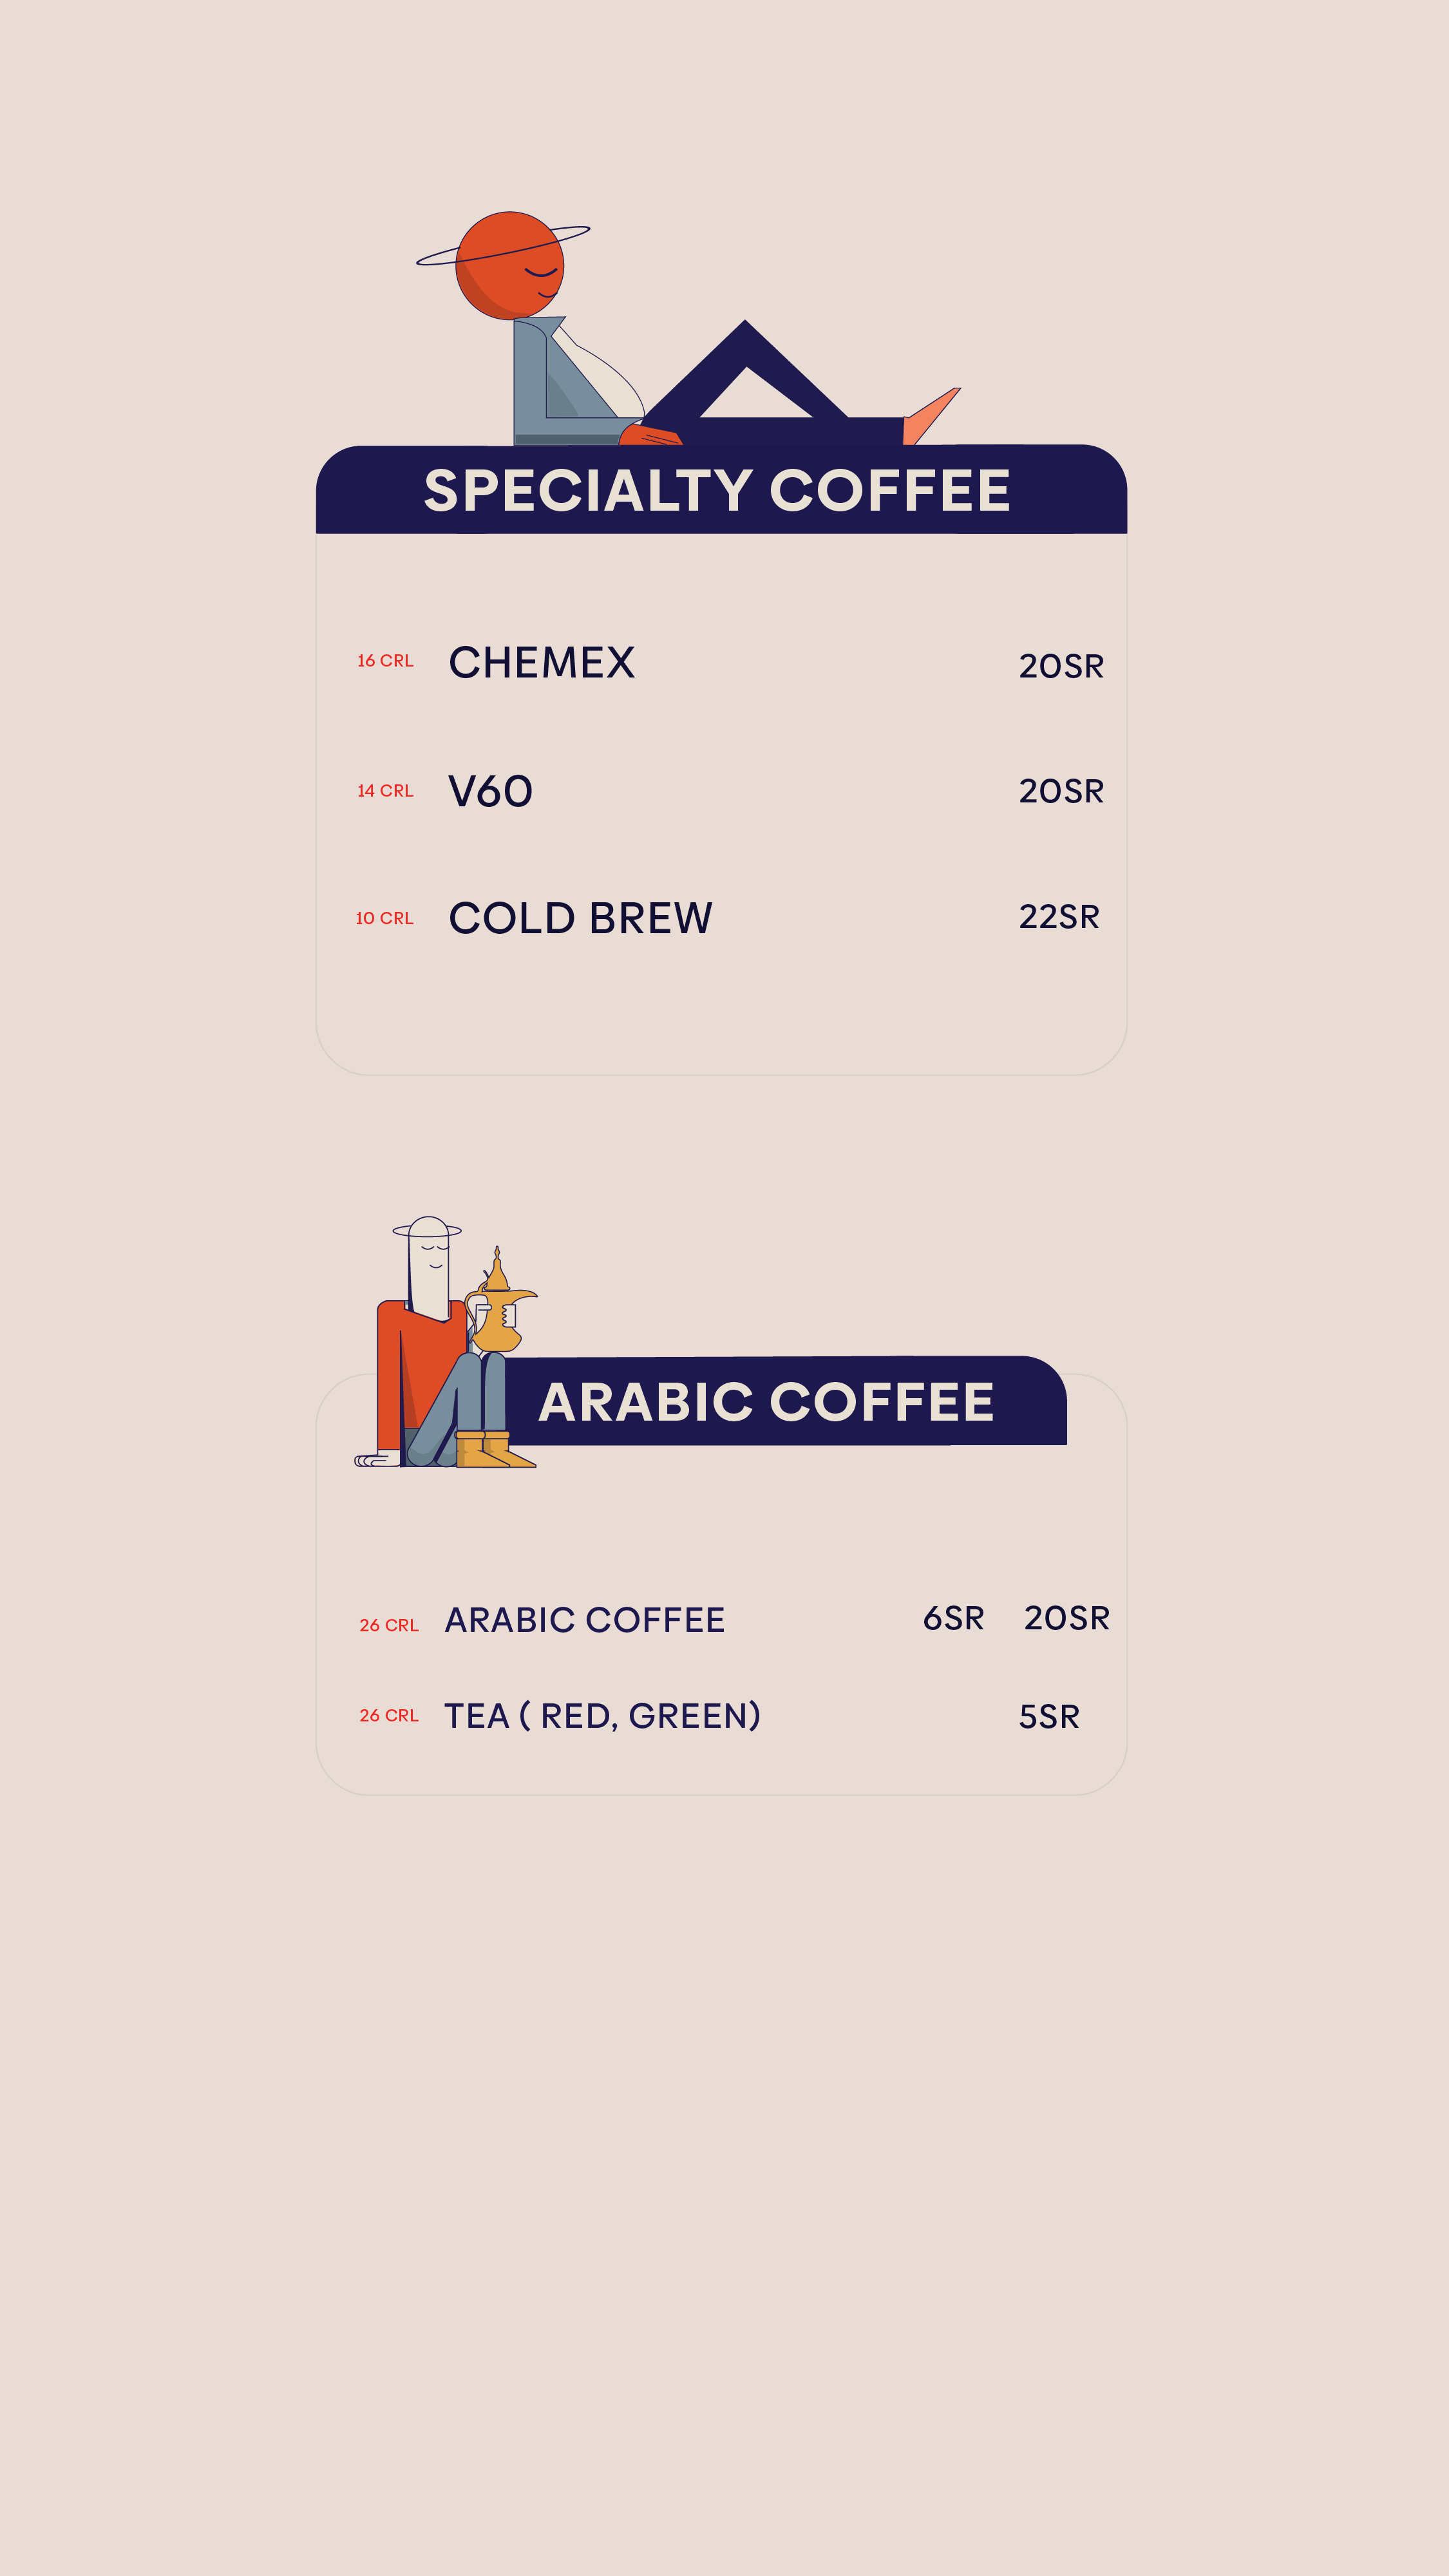 SPECIALTY COFFEE
16 CRL CHEMEX 20SR
14 CRL V60 20SR
10 CRL COLD BREW 22SR
ARABIC COFFEE
26 CRL ARABIC COFFEE 6SR 20SR
26 CRL TEA ( RED, GREEN) 5SR